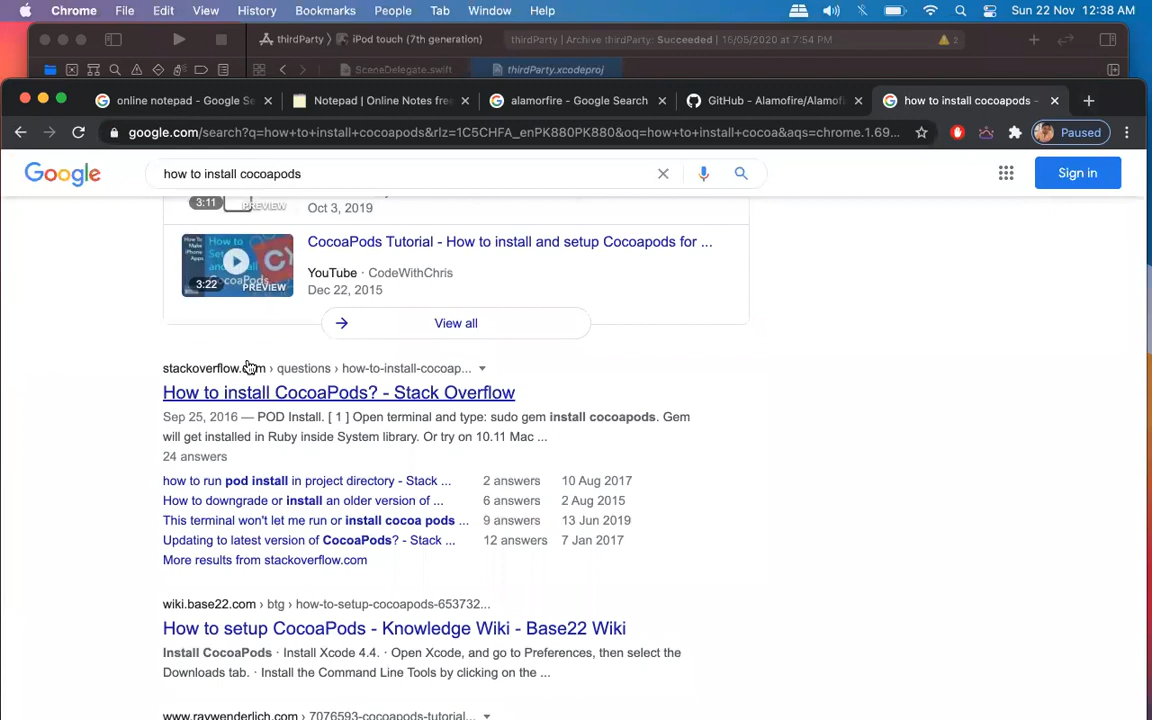 Chrome File Edit View History Bookmarks People Tab Window Help Sun 22 Nov 12:38 AM
thirdParty iPod touch (7th generation) thirdParty | Archive thirdParty: Succeeded | 16/05/2020 at 7:54 PM 2
SceneDelegate.swift thirdParty.xcodeproj
online notepad - Google Se Notepad | Online Notes free alamorfire - Google Search GitHub - Alamofire/Alamofi how to install cocoapods -
google.com/search?q=how+to+install+cocoapods&rlz=1C5CHFA_enPK880PK880&oq=how+to+install+cocoa&aqs=chrome.1.69... Paused
Google how to install cocoapods Sign in
3:11 PREVIEW Oct 3, 2019
CocoaPods Tutorial - How to install and setup Cocoapods for ...
YouTube · CodeWithChris
3:22 PREVIEW Dec 22, 2015
View all
stackoverflow.com › questions › how-to-install-cocoap...
How to install CocoaPods? - Stack Overflow
Sep 25, 2016 — POD Install. [ 1 ] Open terminal and type: sudo gem install cocoapods. Gem
will get installed in Ruby inside System library. Or try on 10.11 Mac ...
24 answers
how to run pod install in project directory - Stack ... 2 answers 10 Aug 2017
How to downgrade or install an older version of ... 6 answers 2 Aug 2015
This terminal won't let me run or install cocoa pods ... 9 answers 13 Jun 2019
Updating to latest version of CocoaPods? - Stack ... 12 answers 7 Jan 2017
More results from stackoverflow.com
wiki.base22.com › btg › how-to-setup-cocoapods-653732...
How to setup CocoaPods - Knowledge Wiki - Base22 Wiki
Install CocoaPods · Install Xcode 4.4. · Open Xcode, and go to Preferences, then select the
Downloads tab. · Install the Command Line Tools by clicking on the ...
www.raywenderlich.com › 7076593-cocoapods-tutorial...